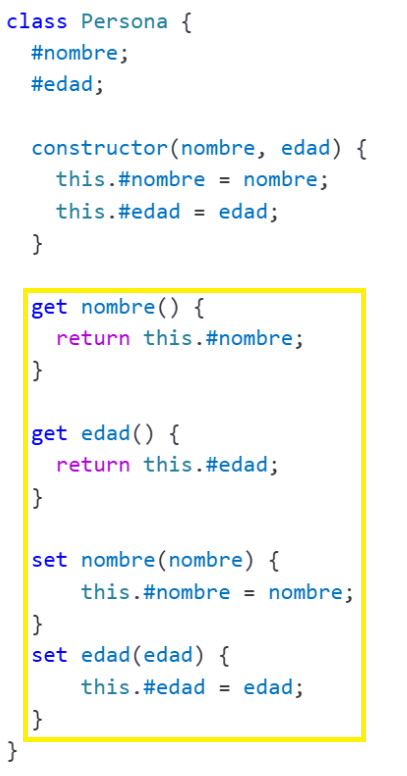 class Persona {
  #nombre;
  #edad;

  constructor(nombre, edad) {
    this.#nombre = nombre;
    this.#edad = edad;
  }

  get nombre() {
    return this.#nombre;
  }

  get edad() {
    return this.#edad;
  }

  set nombre(nombre) {
      this.#nombre = nombre;
  }
  set edad(edad) {
      this.#edad = edad;
  }
}